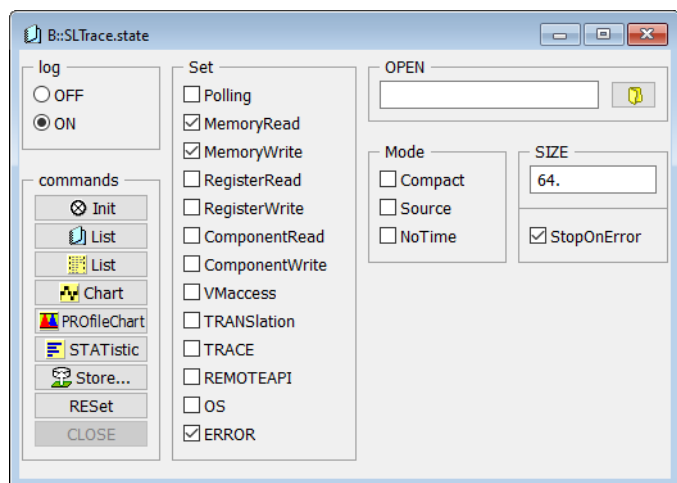 B::SLTrace.state
log
OFF
ON
commands
Init
List
List
Chart
PROfileChart
STATistic
Store...
RESet
CLOSE
Set
Polling
MemoryRead
MemoryWrite
RegisterRead
RegisterWrite
ComponentRead
ComponentWrite
VMaccess
TRANSlation
TRACE
REMOTEAPI
OS
ERROR
OPEN
Mode
Compact
Source
NoTime
SIZE
64.
StopOnError